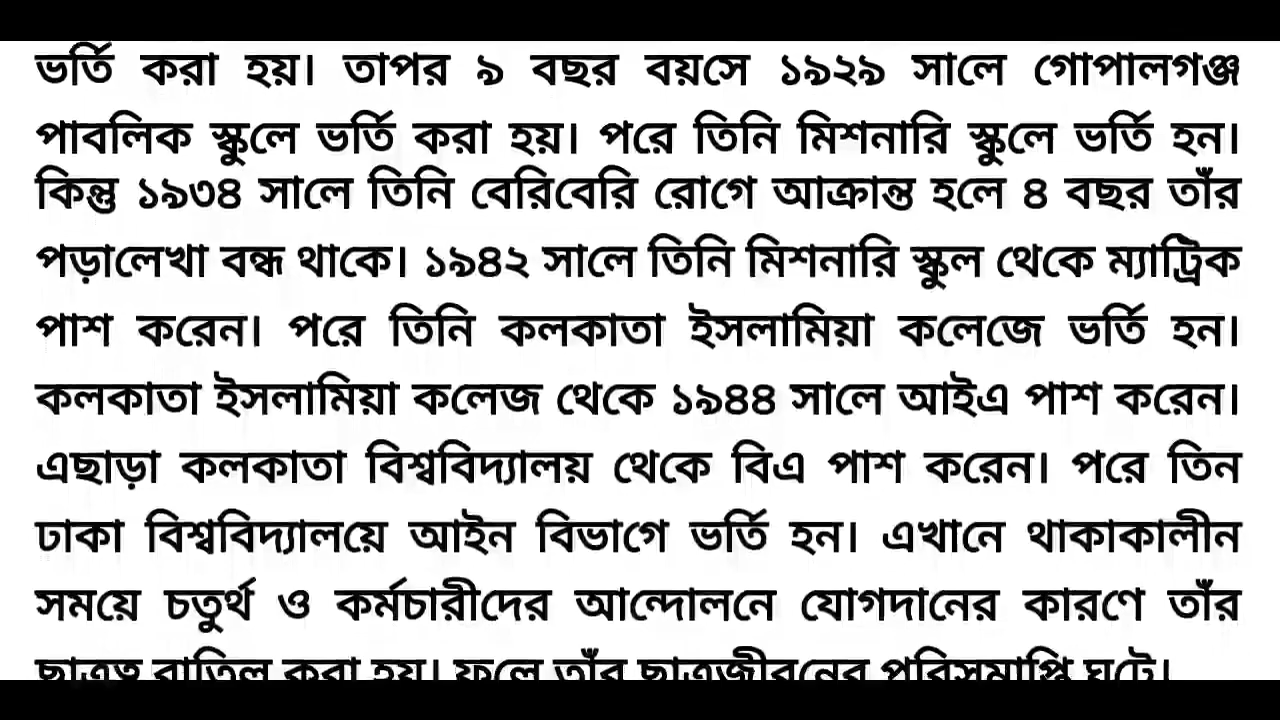 ভর্তি করা হয়। তাপর ৯ বছর বয়সে ১৯২৯ সালে গোপালগঞ্জ
পাবলিক স্কুলে ভর্তি করা হয়। পরে তিনি মিশনারি স্কুলে ভর্তি হন।
কিন্তু ১৯৩৪ সালে তিনি বেরিবেরি রোগে আক্রান্ত হলে ৪ বছর তাঁর
পড়ালেখা বন্ধ থাকে। ১৯৪২ সালে তিনি মিশনারি স্কুল থেকে ম্যাট্রিক
পাশ করেন। পরে তিনি কলকাতা ইসলামিয়া কলেজে ভর্তি হন।
কলকাতা ইসলামিয়া কলেজ থেকে ১৯৪৪ সালে আইএ পাশ করেন।
এছাড়া কলকাতা বিশ্ববিদ্যালয় থেকে বিএ পাশ করেন। পরে তিন
ঢাকা বিশ্ববিদ্যালয়ে আইন বিভাগে ভর্তি হন। এখানে থাকাকালীন
সময়ে চতুর্থ ও কর্মচারীদের আন্দোলনে যোগদানের কারণে তাঁর
ছাত্রত্ব বাতিল করা হয়। ফলে তাঁর ছাত্রজীবনের পরিসমাপ্তি ঘটে।